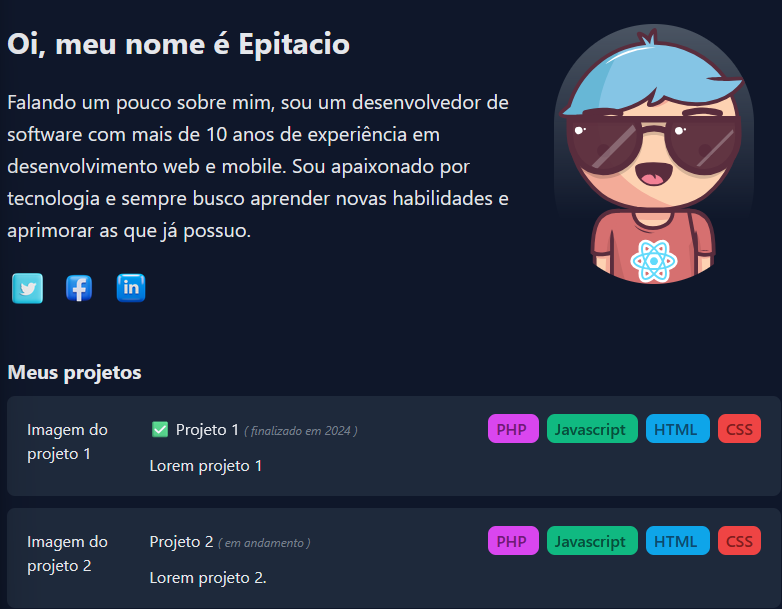 Oi, meu nome é Epitacio
Falando um pouco sobre mim, sou um desenvolvedor de
software com mais de 10 anos de experiência em
desenvolvimento web e mobile. Sou apaixonado por
tecnologia e sempre busco aprender novas habilidades e
aprimorar as que já possuo.
in
Meus projetos
Imagem do
projeto 1
Projeto 1 ( finalizado em 2024 )
Lorem projeto 1
PHP Javascript HTML CSS
Imagem do
projeto 2
Projeto 2 ( em andamento )
Lorem projeto 2.
PHP Javascript HTML CSS